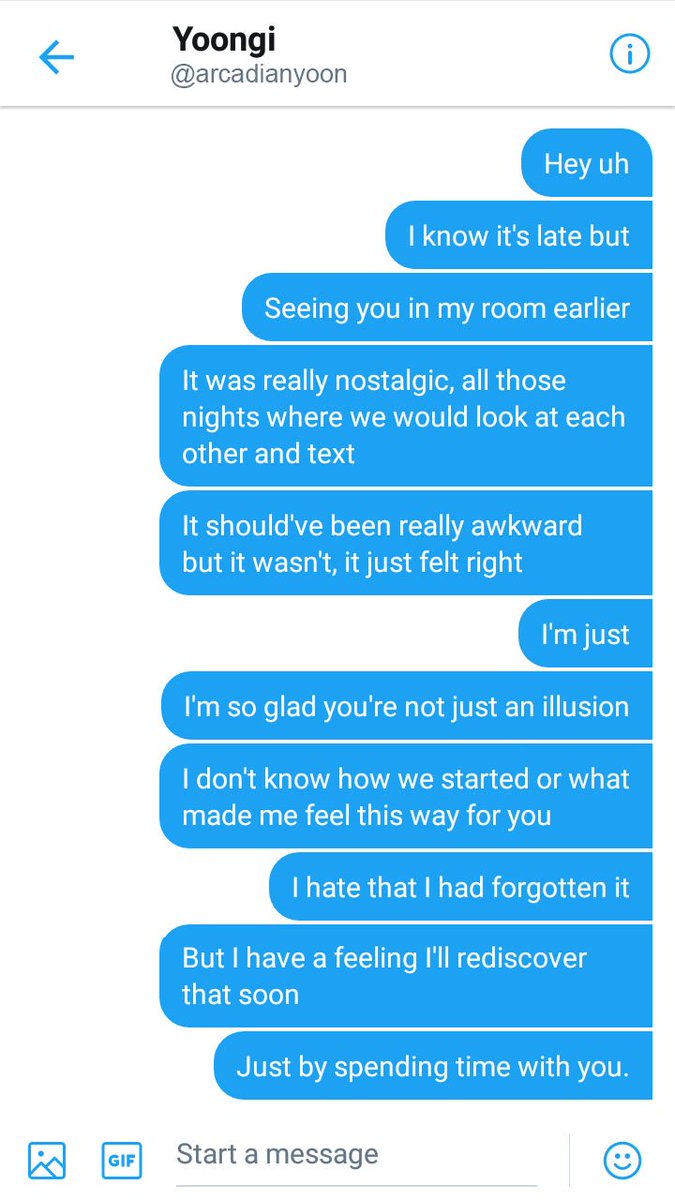 Yoongi
@arcadianyoon
Hey uh
I know it's late but
Seeing you in my room earlier
It was really nostalgic, all those
nights where we would look at each
other and text
It should've been really awkward
but it wasn't, it just felt right
I'm just
I'm so glad you're not just an illusion
I don't know how we started or what
made me feel this way for you
I hate that I had forgotten it
But I have a feeling I'll rediscover
that soon
Just by spending time with you.
GIF
Start a message